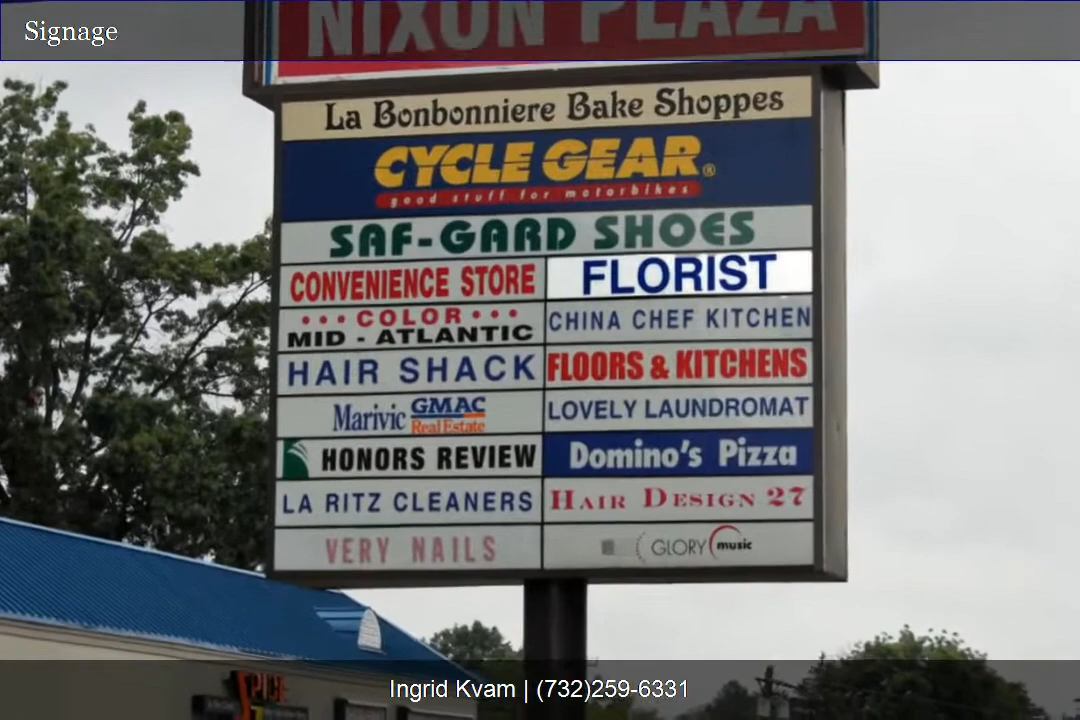 Signage
NIXON PLAZA
La Bonbonniere Bake Shoppes
CYCLE GEAR®
good stuff for motorbikes
SAF-GARD SHOES
CONVENIENCE STORE
FLORIST
•••COLOR•••
MID - ATLANTIC
CHINA CHEF KITCHEN
HAIR SHACK
FLOORS & KITCHENS
Marivic GMAC
Real Estate
LOVELY LAUNDROMAT
HONORS REVIEW
Domino's Pizza
LA RITZ CLEANERS
HAIR DESIGN 27
VERY NAILS
GLORY music
SPICE
Ingrid Kvam | (732)259-6331